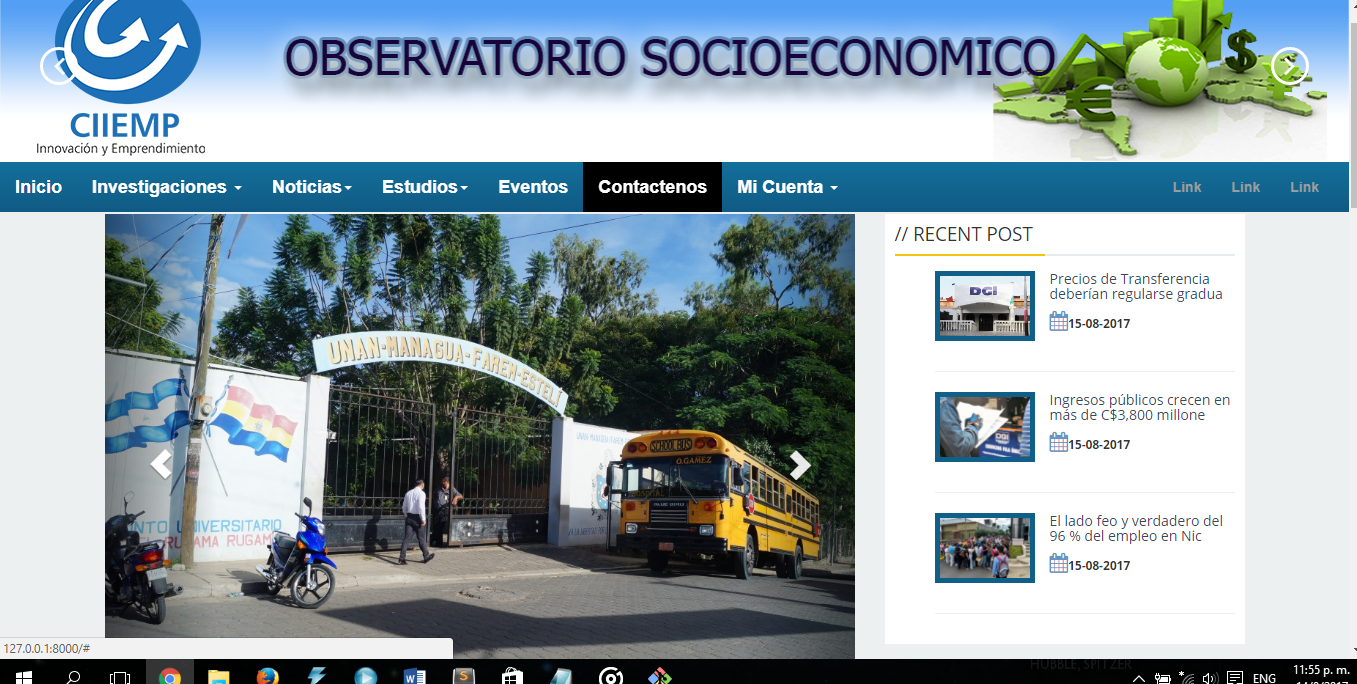 OBSERVATORIO SOCIOECONOMICO
CIIEMP
Innovación y Emprendimiento
Inicio
Investigaciones
Noticias
Estudios
Eventos
Contactenos
Mi Cuenta
Link
Link
Link
UNAN-MANAGUA-FAREM-ESTELÍ
SCHOOL BUS
O.GAMEZ
NTO UNIVERSITARIO
RUGAMA RUGAM
// RECENT POST
DGI
Precios de Transferencia
deberían regularse gradua
15-08-2017
Ingresos públicos crecen en
más de C$3,800 millone
DGI
15-08-2017
El lado feo y verdadero del
96 % del empleo en Nic
15-08-2017
127.0.0.1:8000/#
HUBBLE, SPITZER
ENG
11:55 p. m.